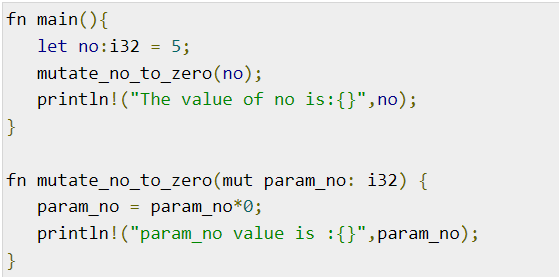 fn main(){
   let no:i32 = 5;
   mutate_no_to_zero(no);
   println!("The value of no is:{}",no);
}

fn mutate_no_to_zero(mut param_no: i32) {
   param_no = param_no*0;
   println!("param_no value is :{}",param_no);
}